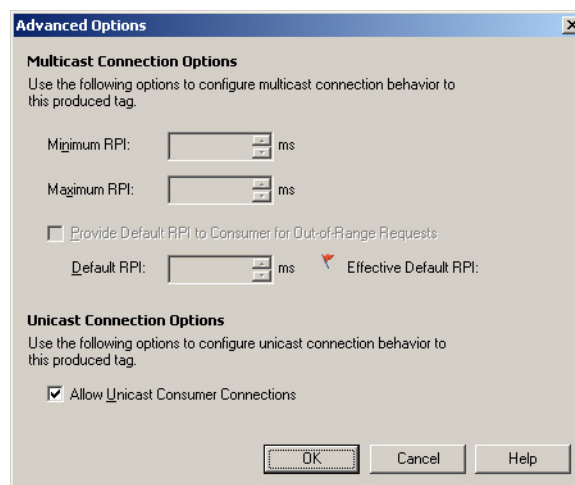 Advanced Options
Multicast Connection Options
Use the following options to configure multicast connection behavior to
this produced tag.
Minimum RPI: ms
Maximum RPI: ms
Provide Default RPI to Consumer for Out-of-Range Requests
Default RPI: ms Effective Default RPI:
Unicast Connection Options
Use the following options to configure unicast connection behavior to
this produced tag.
Allow Unicast Consumer Connections
OK Cancel Help